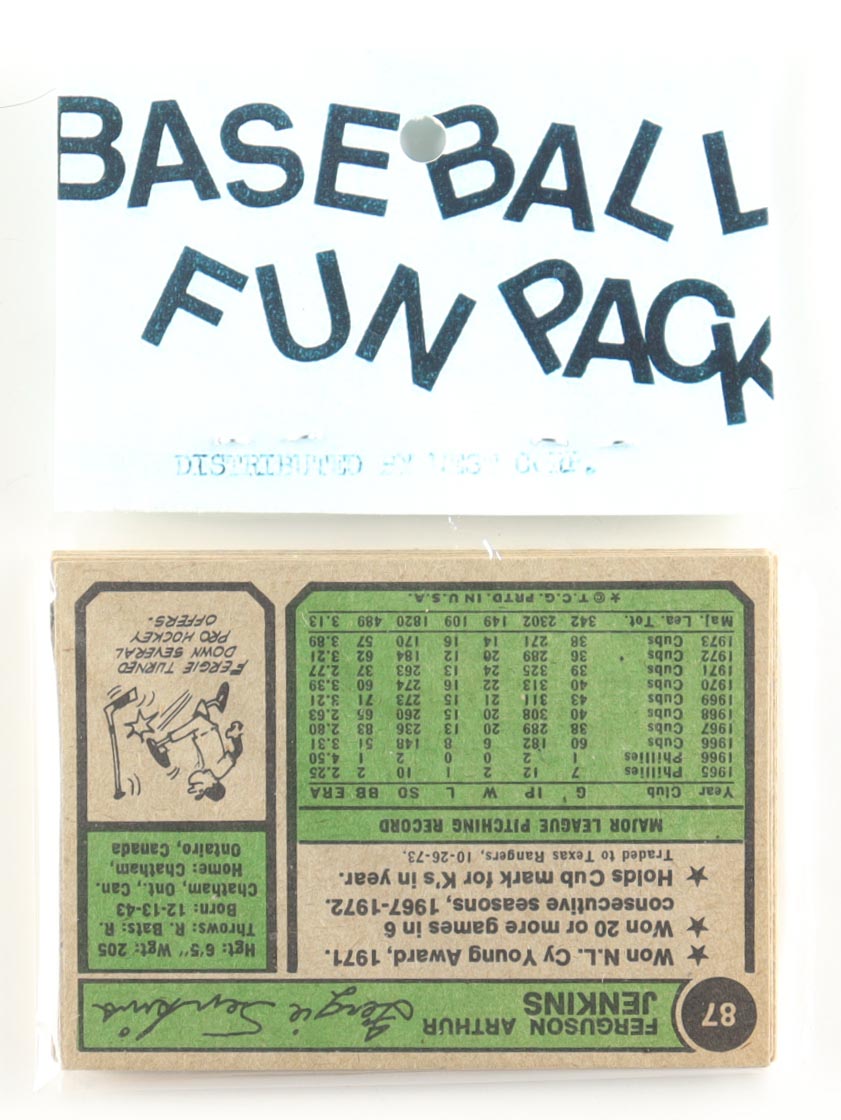 BASEBALL
FUN PACK
DISTRIBUTED BY
87
FERGUSON ARTHUR
JENKINS
Fergie Jenkins
★ Won N.L. Cy Young Award, 1971.
★ Won 20 or more games in 6
consecutive seasons, 1967-1972.
★ Holds Cub mark for K's in year.
Traded to Texas Rangers, 10-26-73.
MAJOR LEAGUE PITCHING RECORD
Year Club G IP W L SO BB ERA
1965 Phillies 7 12 2 1 10 2 2.25
1966 Phillies 1 2 0 0 2 1 4.50
1966 Cubs 60 182 6 8 148 51 3.31
1967 Cubs 38 289 20 13 236 83 2.80
1968 Cubs 40 308 20 15 260 65 2.63
1969 Cubs 43 311 21 15 273 71 3.21
1970 Cubs 40 313 22 16 274 60 3.39
1971 Cubs 39 325 24 13 263 37 2.77
1972 Cubs 36 289 20 12 184 62 3.21
1973 Cubs 38 271 14 16 170 57 3.89
Maj. Lea. Tot. 342 2302 149 109 1820 489 3.13
★ © T.C.G. PRTD. IN U.S.A.
Hgt: 6'5" Wgt: 205
Throws: R. Bats: R.
Born: 12-13-43
Chatham, Ont., Can.
Home: Chatham,
Ontairo, Canada
FERGIE TURNED
DOWN SEVERAL
PRO HOCKEY
OFFERS.